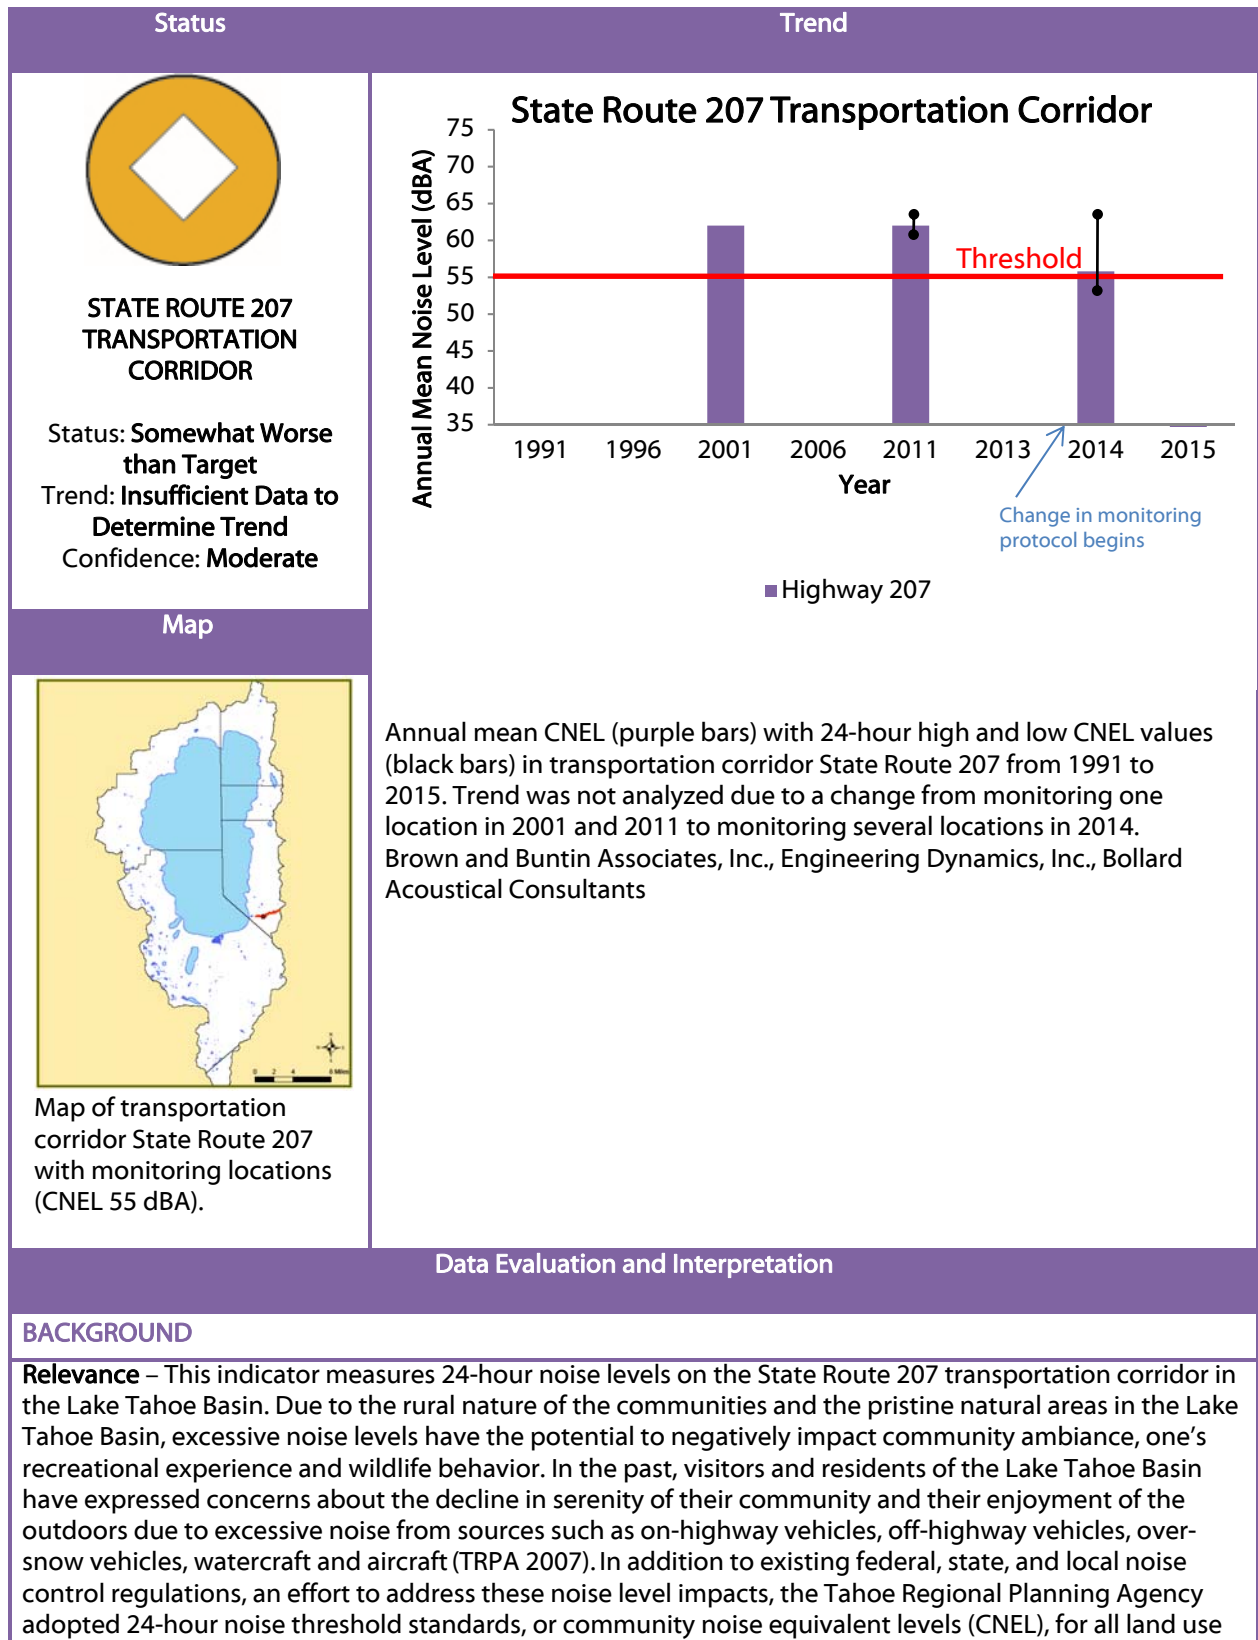 Status
Trend
STATE ROUTE 207
TRANSPORTATION
CORRIDOR
Status: Somewhat Worse
than Target
Trend: Insufficient Data to
Determine Trend
Confidence: Moderate
State Route 207 Transportation Corridor
Annual Mean Noise Level (dBA)
75
70
65
60
55
50
45
40
35
Threshold
1991 1996 2001 2006 2011 2013 2014 2015
Year
Change in monitoring
protocol begins
Highway 207
Map
0 2 4 8 Miles
Map of transportation
corridor State Route 207
with monitoring locations
(CNEL 55 dBA).
Annual mean CNEL (purple bars) with 24-hour high and low CNEL values
(black bars) in transportation corridor State Route 207 from 1991 to
2015. Trend was not analyzed due to a change from monitoring one
location in 2001 and 2011 to monitoring several locations in 2014.
Brown and Buntin Associates, Inc., Engineering Dynamics, Inc., Bollard
Acoustical Consultants
Data Evaluation and Interpretation
BACKGROUND
Relevance – This indicator measures 24-hour noise levels on the State Route 207 transportation corridor in
the Lake Tahoe Basin. Due to the rural nature of the communities and the pristine natural areas in the Lake
Tahoe Basin, excessive noise levels have the potential to negatively impact community ambiance, one’s
recreational experience and wildlife behavior. In the past, visitors and residents of the Lake Tahoe Basin
have expressed concerns about the decline in serenity of their community and their enjoyment of the
outdoors due to excessive noise from sources such as on-highway vehicles, off-highway vehicles, over-
snow vehicles, watercraft and aircraft (TRPA 2007). In addition to existing federal, state, and local noise
control regulations, an effort to address these noise level impacts, the Tahoe Regional Planning Agency
adopted 24-hour noise threshold standards, or community noise equivalent levels (CNEL), for all land use